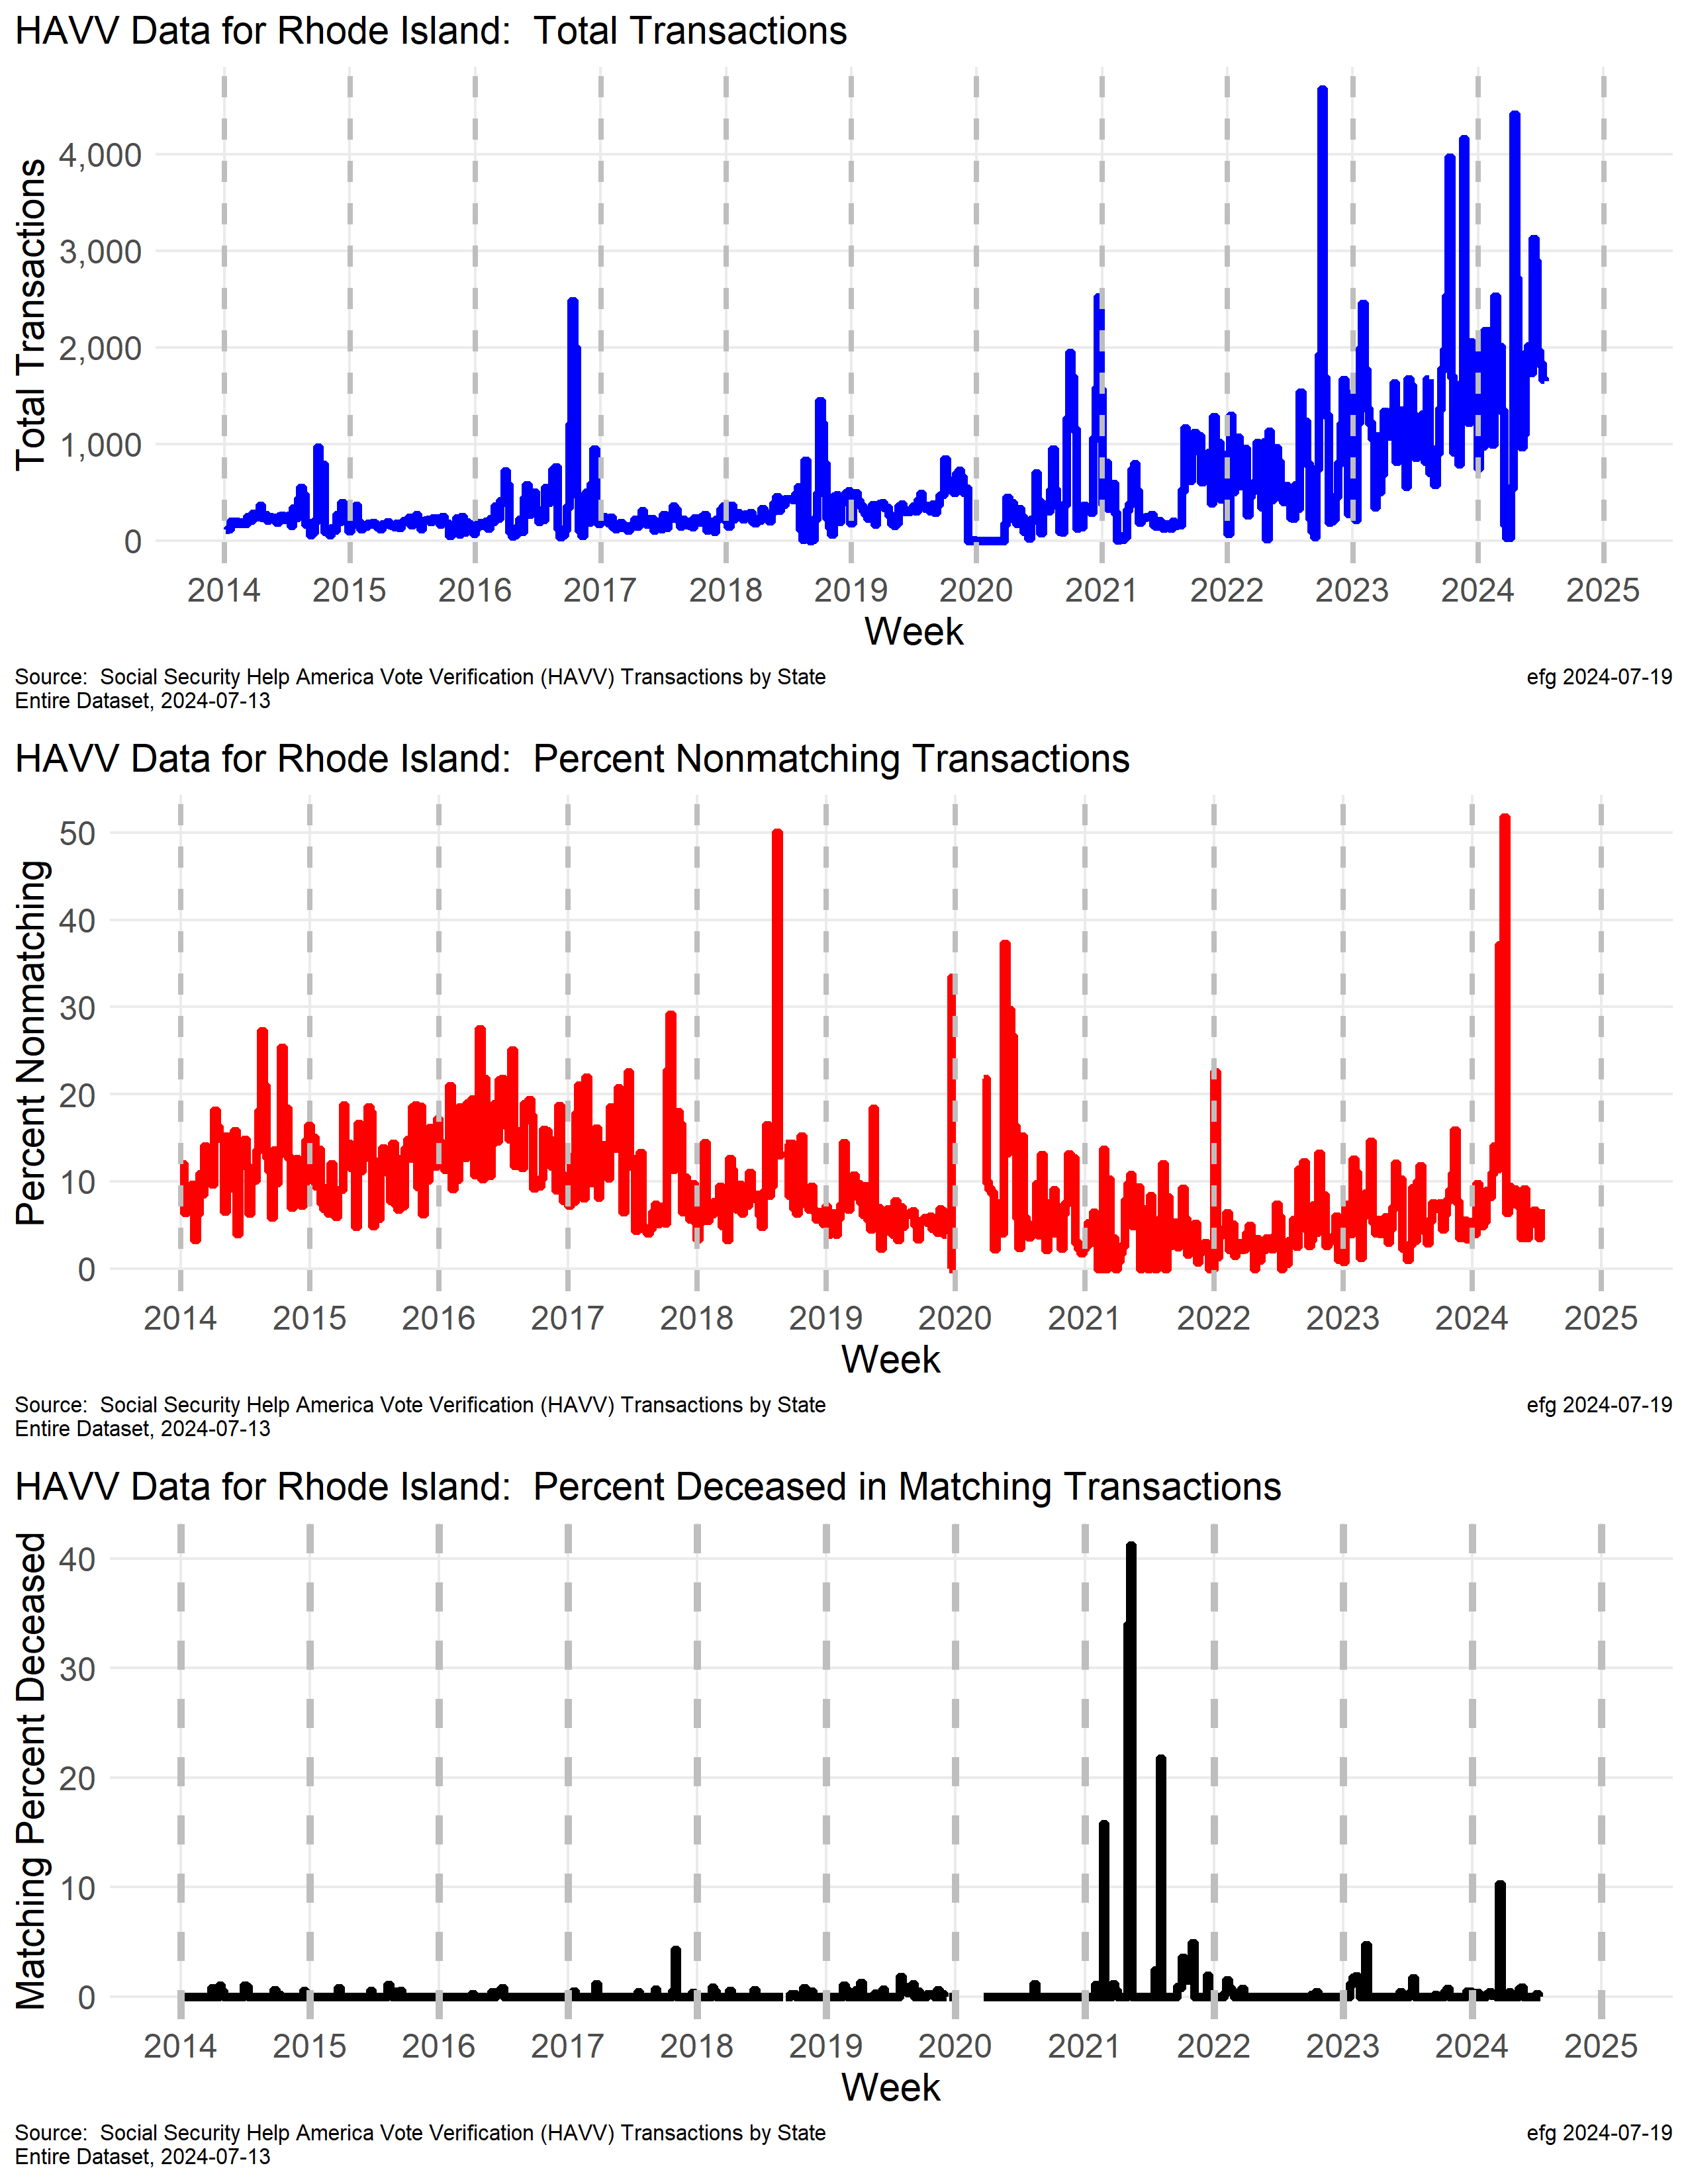 HAVV Data for Rhode Island:  Total Transactions
Total Transactions
4,000
3,000
2,000
1,000
0
2014 2015 2016 2017 2018 2019 2020 2021 2022 2023 2024 2025
Week
Source:  Social Security Help America Vote Verification (HAVV) Transactions by State
Entire Dataset, 2024-07-13
efg 2024-07-19
HAVV Data for Rhode Island:  Percent Nonmatching Transactions
Percent Nonmatching
50
40
30
20
10
0
2014 2015 2016 2017 2018 2019 2020 2021 2022 2023 2024 2025
Week
Source:  Social Security Help America Vote Verification (HAVV) Transactions by State
Entire Dataset, 2024-07-13
efg 2024-07-19
HAVV Data for Rhode Island:  Percent Deceased in Matching Transactions
Matching Percent Deceased
40
30
20
10
0
2014 2015 2016 2017 2018 2019 2020 2021 2022 2023 2024 2025
Week
Source:  Social Security Help America Vote Verification (HAVV) Transactions by State
Entire Dataset, 2024-07-13
efg 2024-07-19